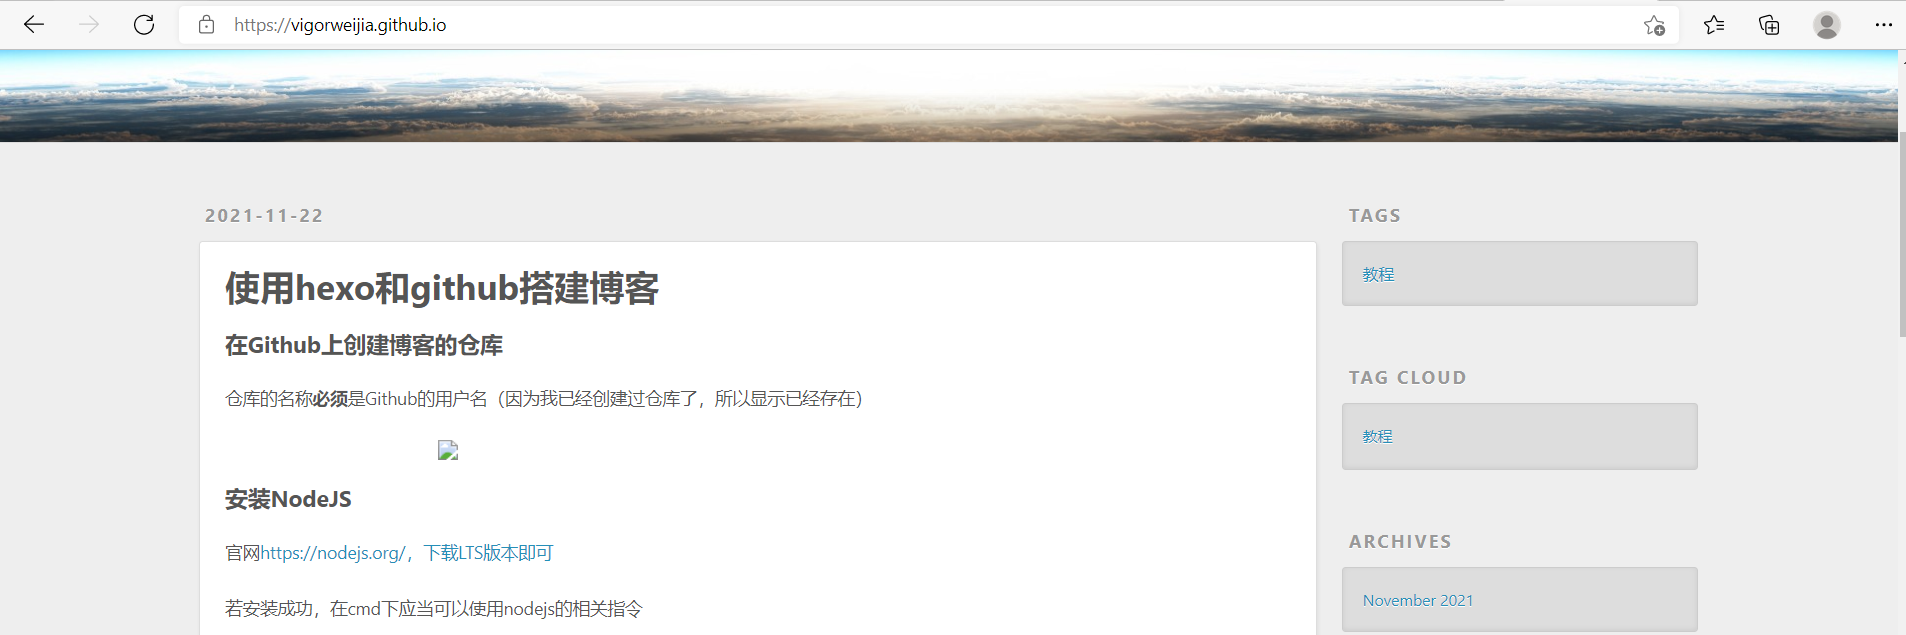 https://vigorweijia.github.io
2021-11-22
使用hexo和github搭建博客
在Github上创建博客的仓库
仓库的名称必须是Github的用户名（因为我已经创建过仓库了，所以显示已经存在）
安装NodeJS
官网https://nodejs.org/，下载LTS版本即可
若安装成功，在cmd下应当可以使用nodejs的相关指令
TAGS
教程
TAG CLOUD
教程
ARCHIVES
November 2021